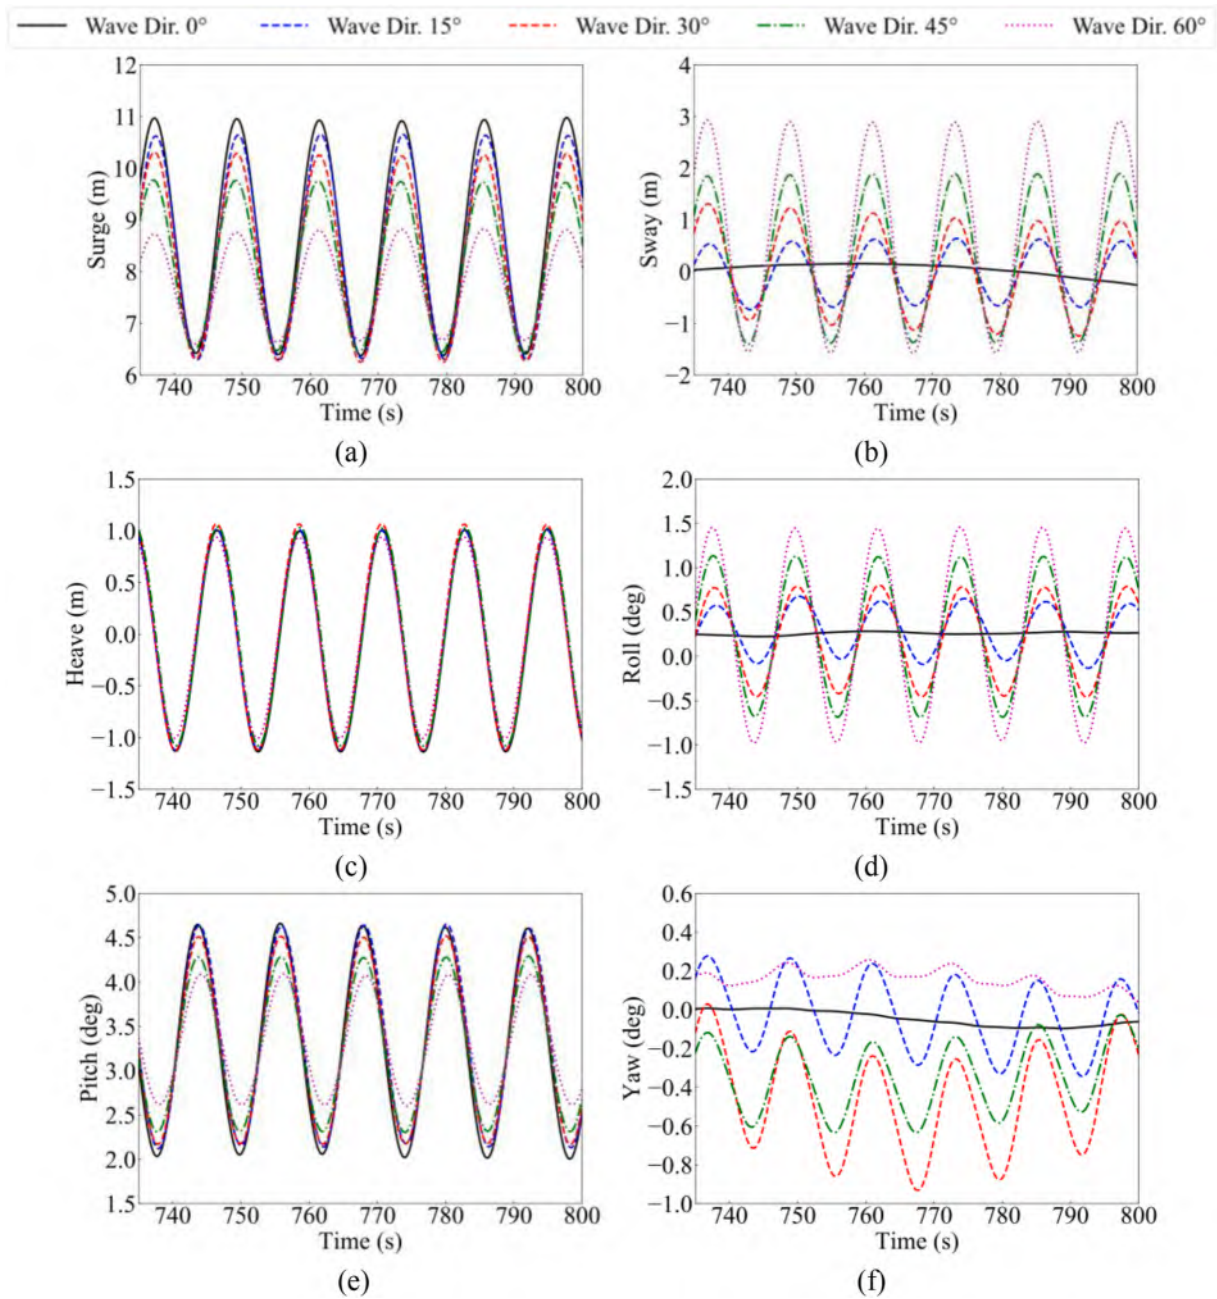 Wave Dir. 0° Wave Dir. 15° Wave Dir. 30° Wave Dir. 45° Wave Dir. 60°
12
11
10
9
8
7
6
Surge (m)
740 750 760 770 780 790 800
Time (s)
(a)
4
3
2
1
0
−1
−2
Sway (m)
740 750 760 770 780 790 800
Time (s)
(b)
1.5
1.0
0.5
0.0
−0.5
−1.0
−1.5
Heave (m)
740 750 760 770 780 790 800
Time (s)
(c)
2.0
1.5
1.0
0.5
0.0
−0.5
−1.0
−1.5
Roll (deg)
740 750 760 770 780 790 800
Time (s)
(d)
5.0
4.5
4.0
3.5
3.0
2.5
2.0
1.5
Pitch (deg)
740 750 760 770 780 790 800
Time (s)
(e)
0.6
0.4
0.2
0.0
−0.2
−0.4
−0.6
−0.8
−1.0
Yaw (deg)
740 750 760 770 780 790 800
Time (s)
(f)